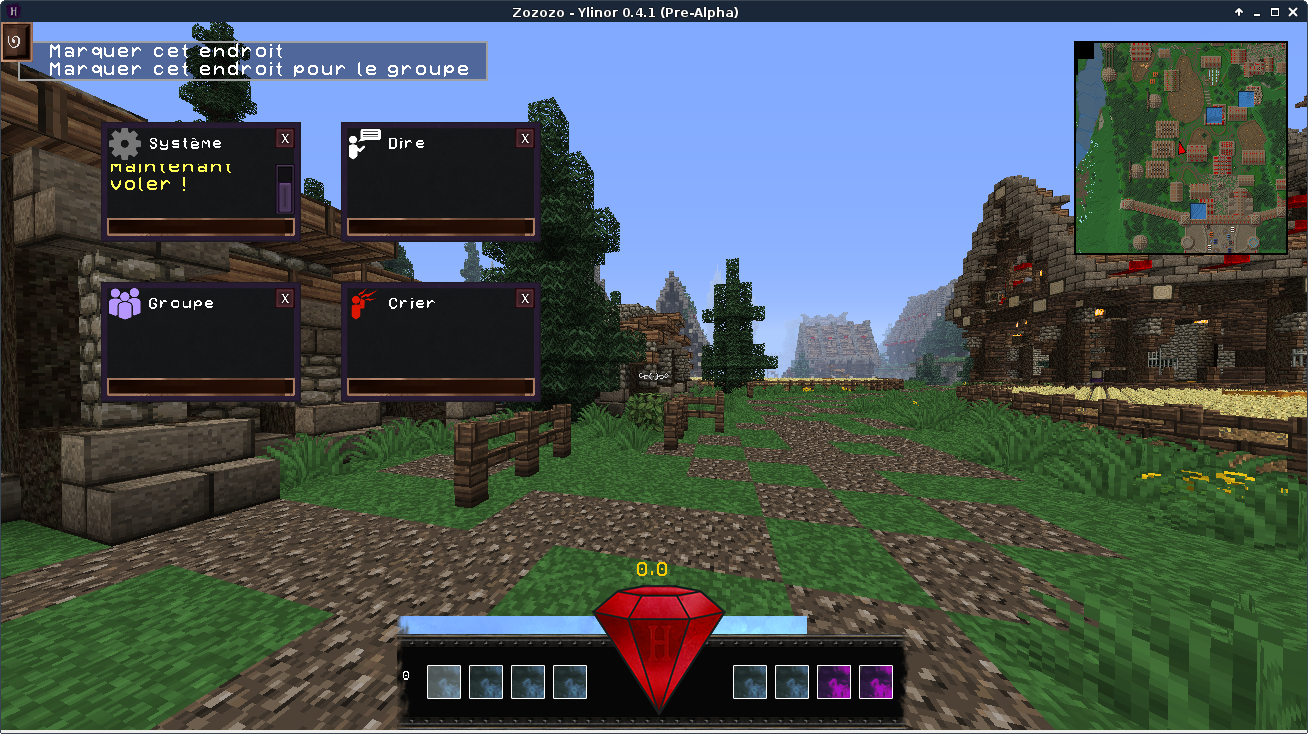 Zozozo - Ylinor 0.4.1 (Pre-Alpha)
Marquer cet endroit
Marquer cet endroit pour le groupe
Système
X
Maintenant
voler !
Dire
X
Groupe
X
Crier
X
0.0
H
0